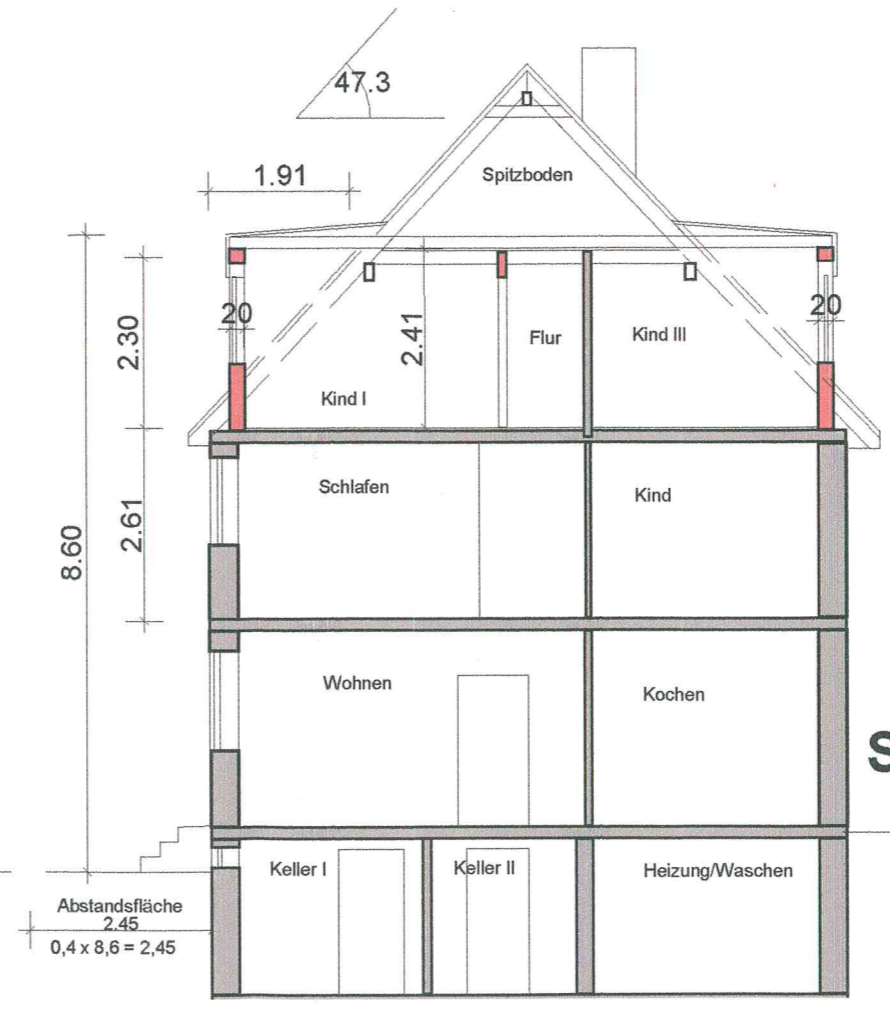 47.3
1.91
Spitzboden
20
20
2.30
2.41
Flur
Kind III
Kind I
Schlafen
Kind
2.61
8.60
Wohnen
Kochen
S
Keller I
Keller II
Heizung/Waschen
Abstandsfläche
2.45
0,4 x 8,6 = 2,45